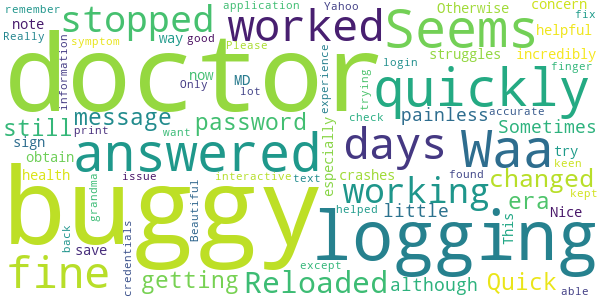 remember
application
Yahoo
Otherwise
concern
fix
note
stopped
worked
Seems
helpful
Really
symptom
way
good
Please
struggles
incredibly
doctor
information
now
Only
MD
lot
experience
trying
login
finger
quickly
check
painless
accurate
message
still
password
sign
print
want
especially
days
Waa
Sometimes
try
answered
obtain
health
issue
interactive
text
crashes
found
keen
grandma
Beautiful
working
changed
kept
buggy
helped
little
era
This
Nice
logging
back
save
credentials
except
fine
getting
Reloaded
although
Quick
able